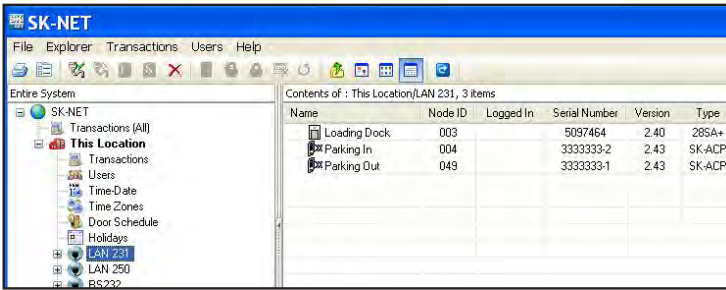 SK-NET
File Explorer Transactions Users Help
Entire System
Contents of : This Location/LAN 231, 3 items
SK-NET
Transactions (All)
This Location
Transactions
Users
Time-Date
Time Zones
Door Schedule
Holidays
LAN 231
LAN 250
RS232
Name Node ID Logged In Serial Number Version Type
Loading Dock 003 5097464 2.40 28SA+
Parking In 004 3333333-2 2.43 SK-ACP
Parking Out 049 3333333-1 2.43 SK-ACP